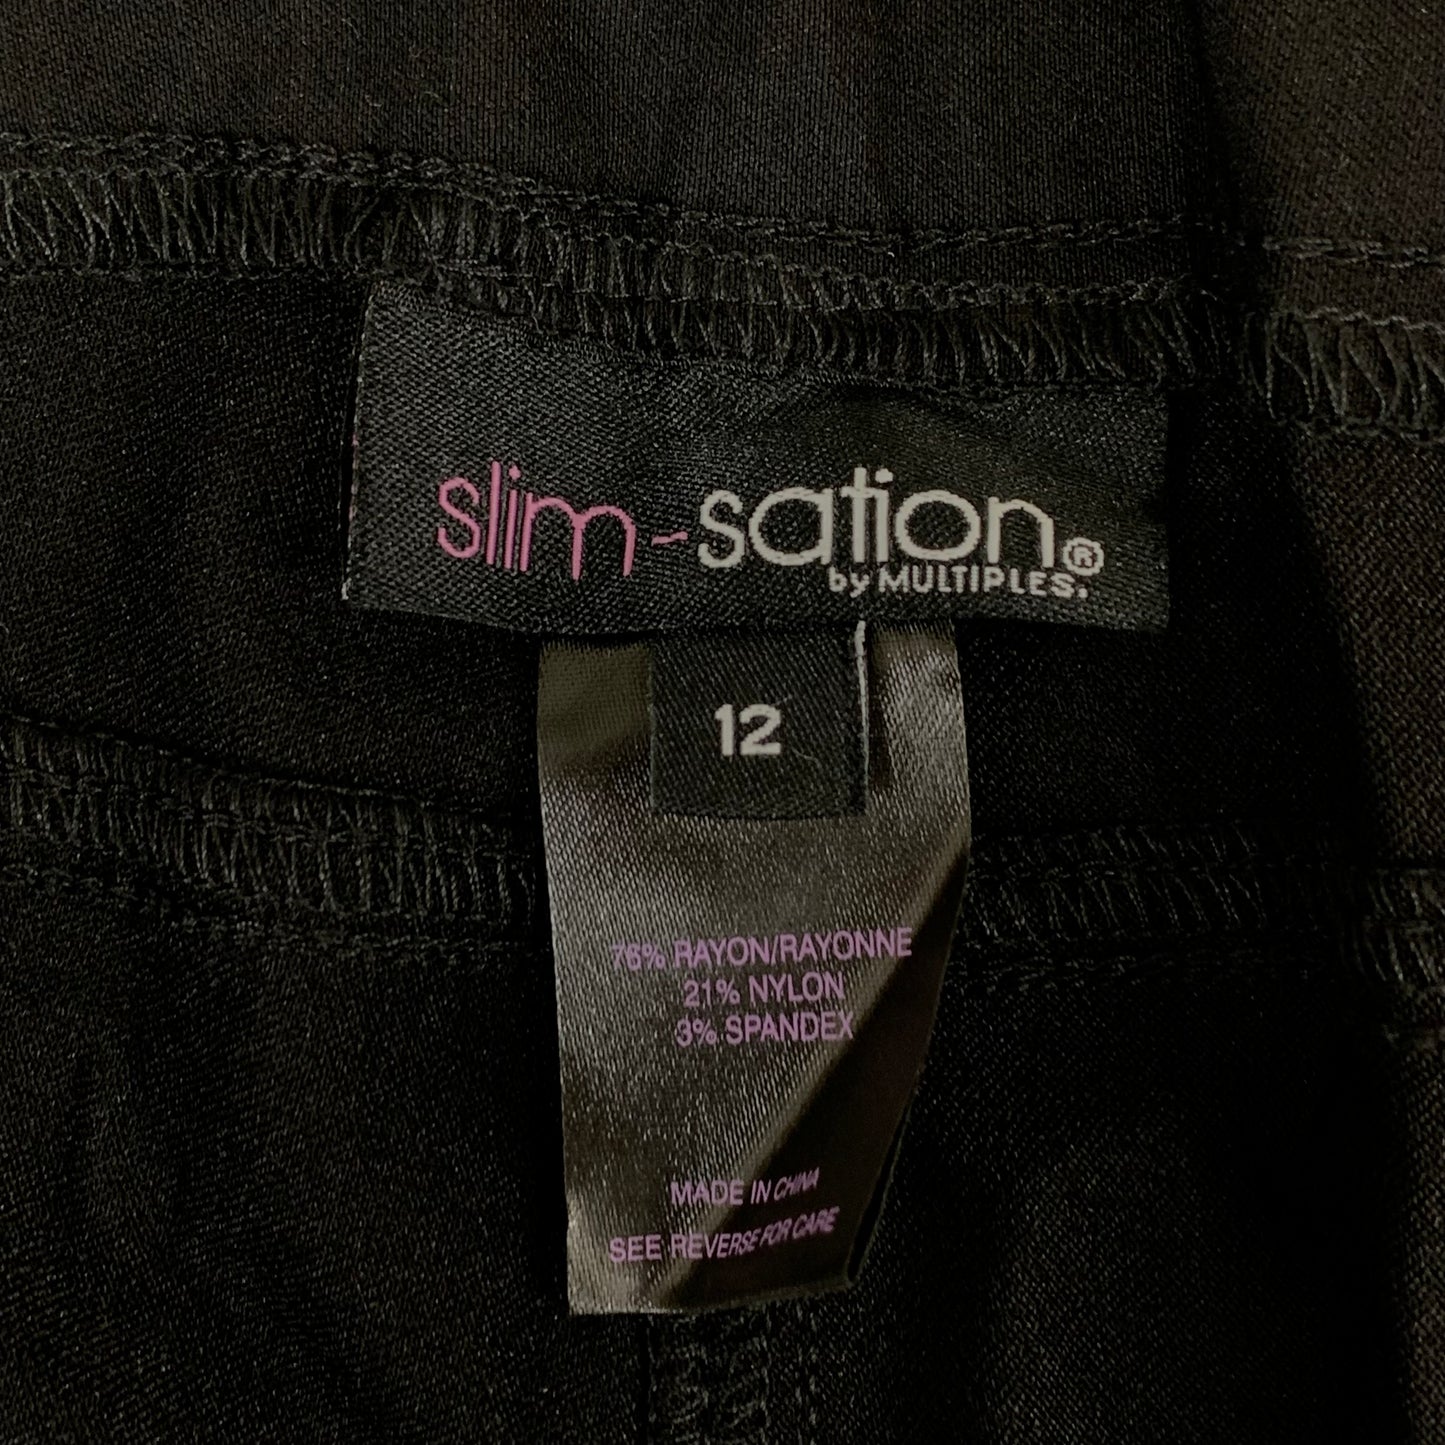 slim-sation®
by MULTIPLES.
12
76% RAYON/RAYONNE
21% NYLON
3% SPANDEX
MADE IN CHINA
SEE REVERSE FOR CARE